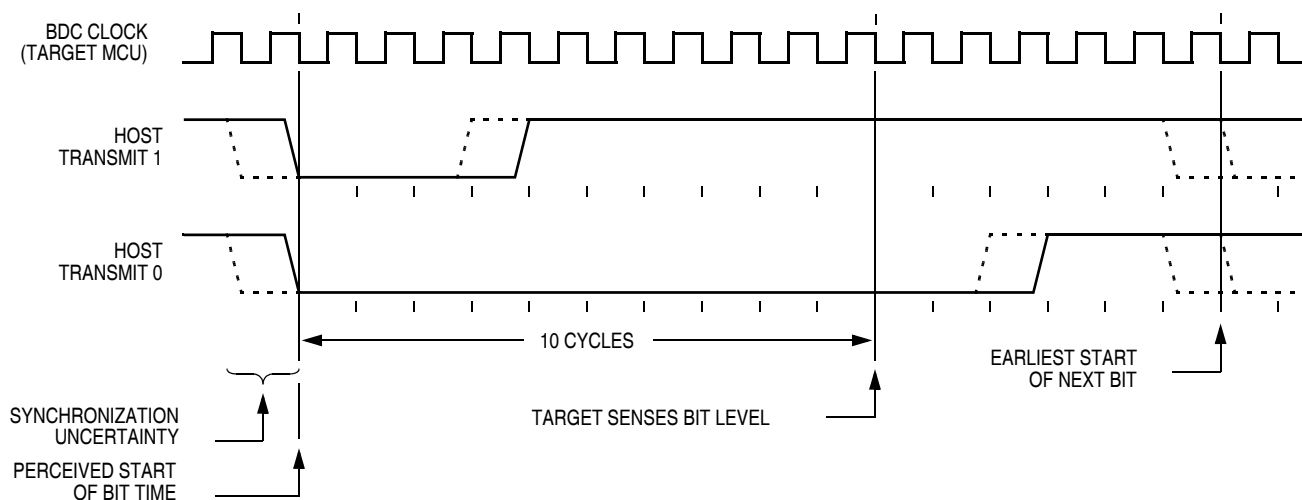 BDC CLOCK
(TARGET MCU)
HOST
TRANSMIT 1
HOST
TRANSMIT 0
10 CYCLES
EARLIEST START
OF NEXT BIT
TARGET SENSES BIT LEVEL
SYNCHRONIZATION
UNCERTAINTY
PERCEIVED START
OF BIT TIME